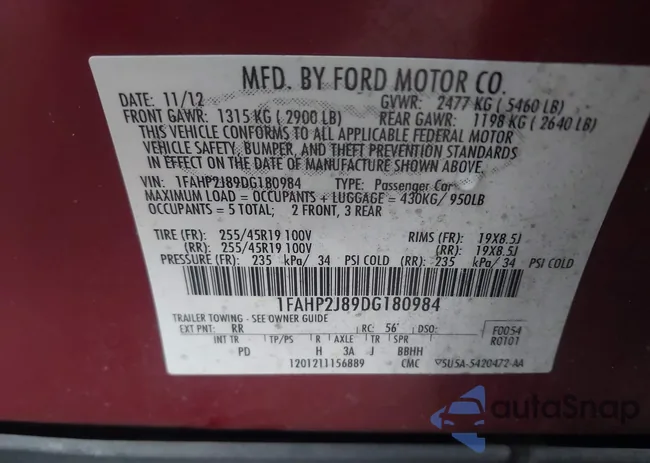 MFD. BY FORD MOTOR CO.
DATE: 11/12 GVWR: 2477 KG ( 5460 LB)
FRONT GAWR: 1315 KG ( 2900 LB) REAR GAWR: 1198 KG ( 2640 LB)
THIS VEHICLE CONFORMS TO ALL APPLICABLE FEDERAL MOTOR
VEHICLE SAFETY, BUMPER, AND THEFT PREVENTION STANDARDS
IN EFFECT ON THE DATE OF MANUFACTURE SHOWN ABOVE.
VIN: 1FAHP2J89DG180984 TYPE: Passenger Car
MAXIMUM LOAD = OCCUPANTS + LUGGAGE = 430KG/ 950LB
OCCUPANTS = 5 TOTAL; 2 FRONT, 3 REAR
TIRE (FR): 255/45R19 100V RIMS (FR): 19X8.5J
(RR): 255/45R19 100V (RR): 19X8.5J
PRESSURE (FR): 235 kPa/ 34 PSI COLD (RR): 235 kPa/ 34 PSI COLD
1FAHP2J89DG180984
TRAILER TOWING - SEE OWNER GUIDE
EXT PNT: RR RC: 56 DSO: F0054
R0101
INT TR TP/PS R AXLE TR SPR
PD H 3A J BBHH
CMC
autoSnap